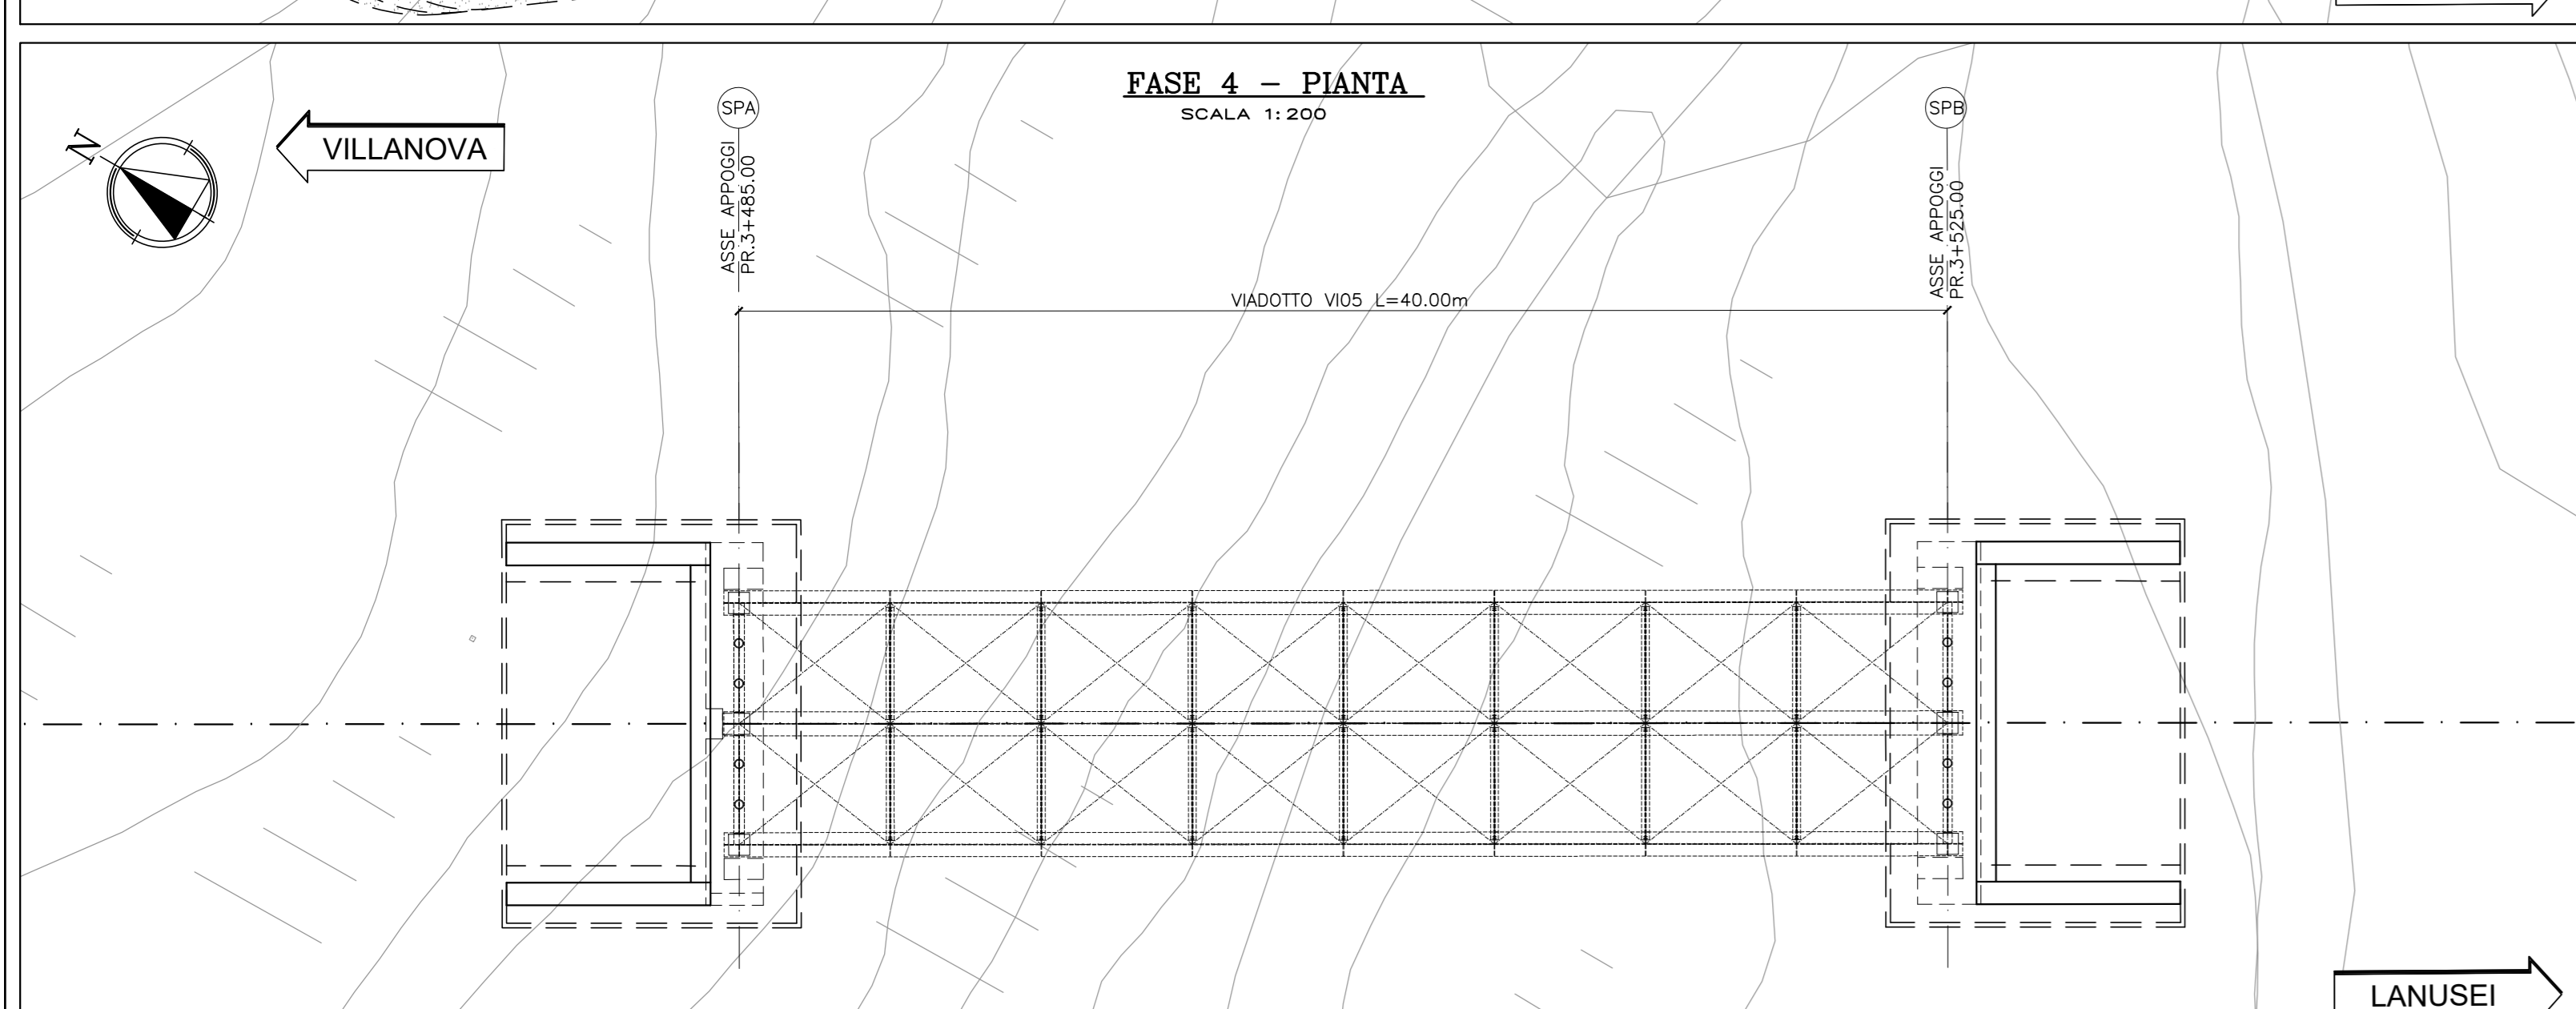 FASE 4 - PIANTA
SCALA 1:200
N
VILLANOVA
SPA
SPB
ASSE APPOGGI
PR.3+485.00
ASSE APPOGGI
PR.3+525.00
VIADOTTO VI05 L=40.00m
LANUSEI